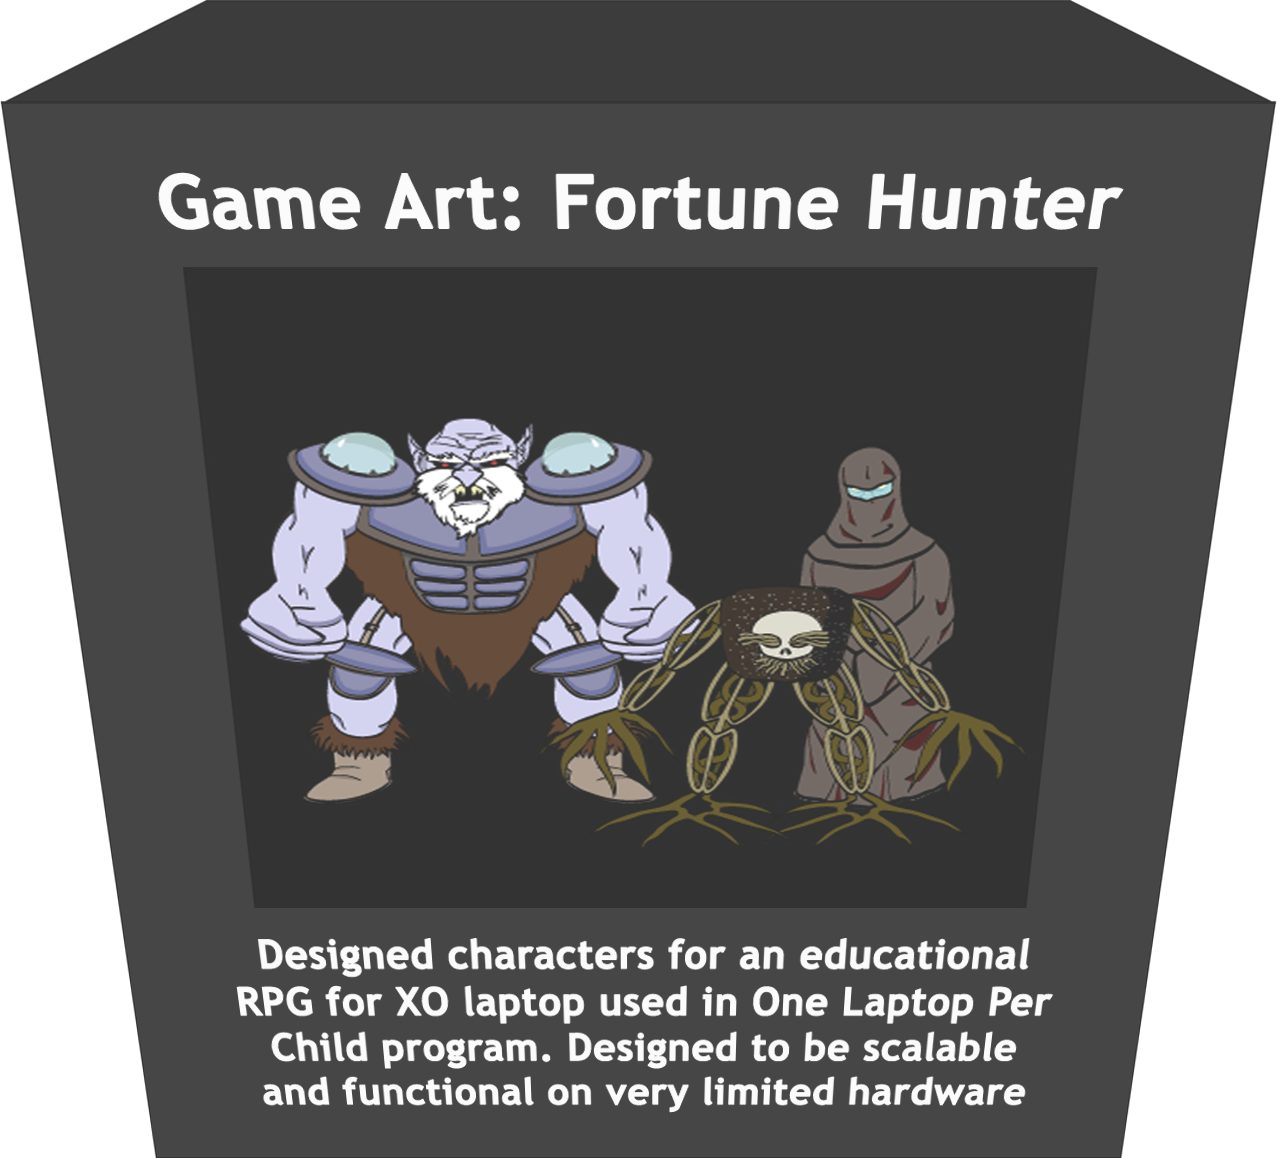 Game Art: Fortune Hunter
Designed characters for an educational
RPG for XO laptop used in One Laptop Per
Child program. Designed to be scalable
and functional on very limited hardware